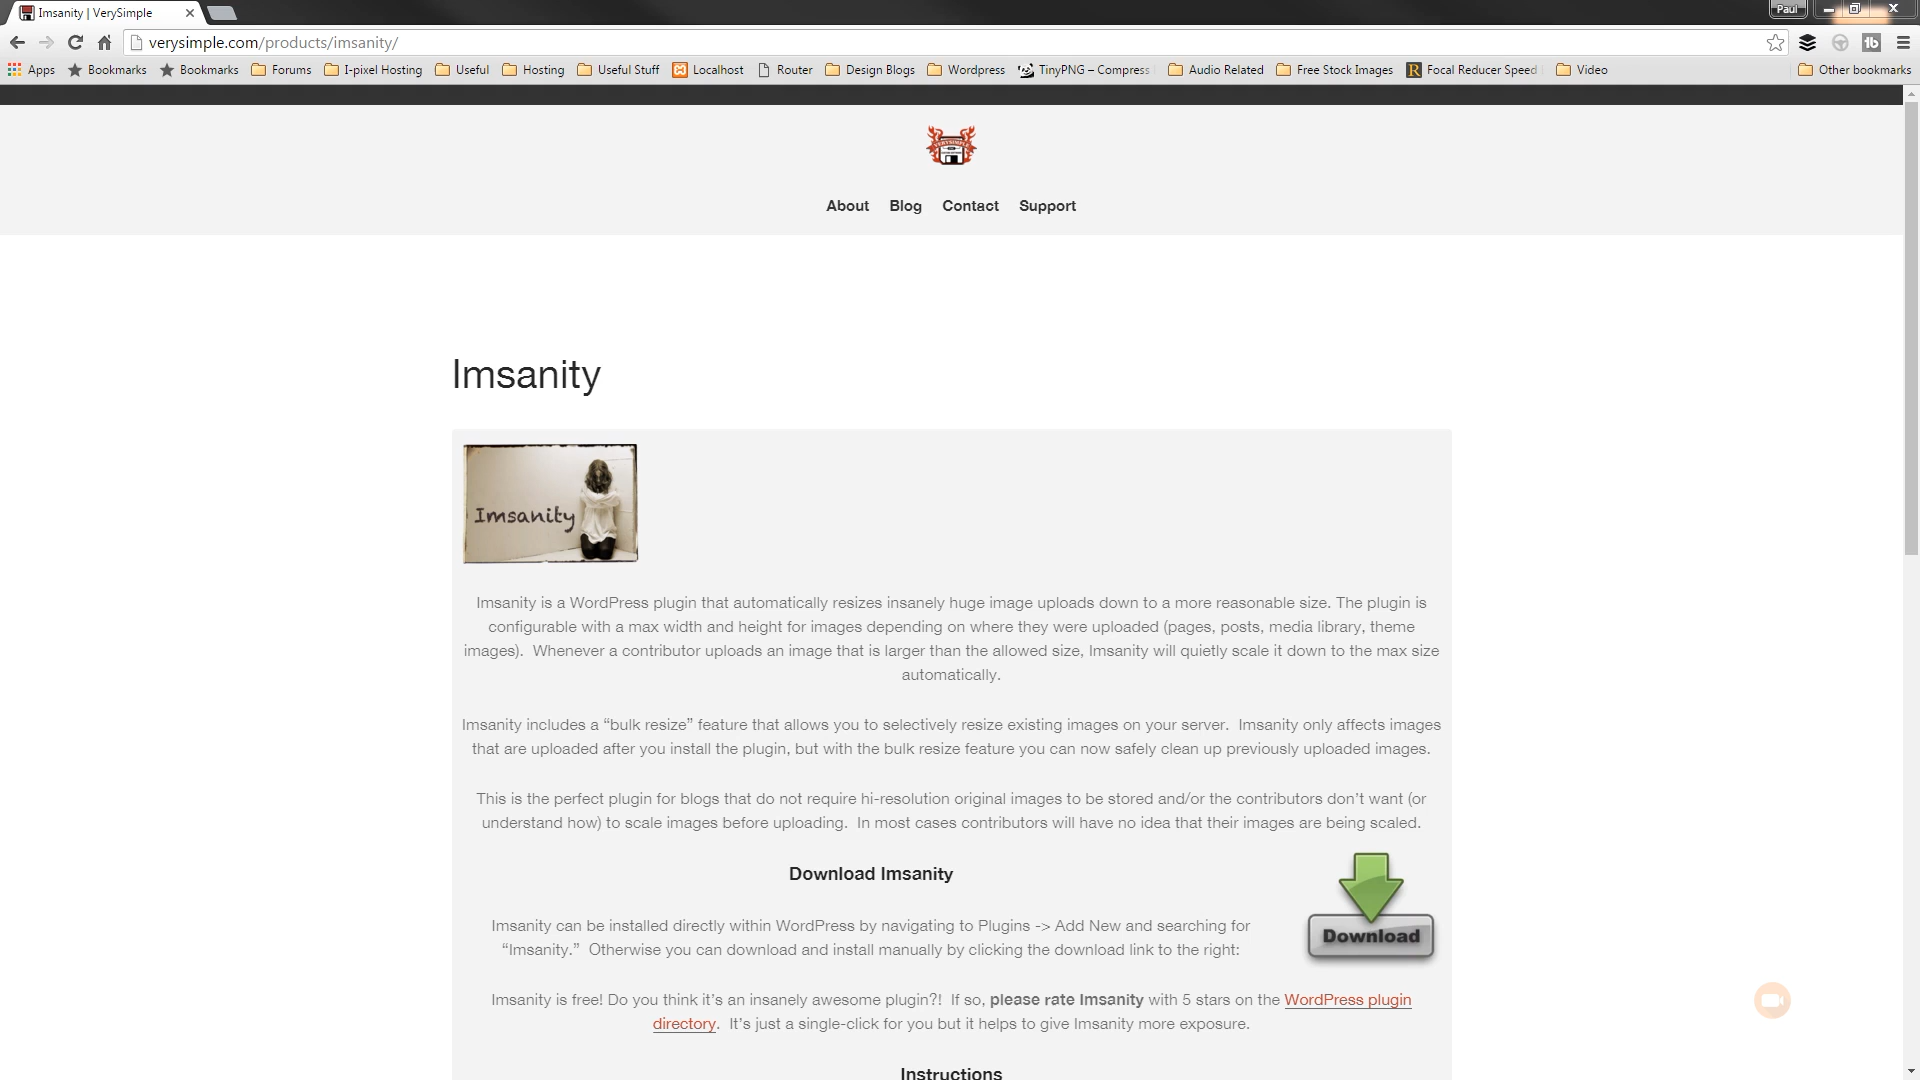 Imsanity | VerySimple
Paul
verysimple.com/products/imsanity/
Apps Bookmarks Bookmarks Forums I-pixel Hosting Useful Hosting Useful Stuff Localhost Router Design Blogs Wordpress TinyPNG – Compress Audio Related Free Stock Images Focal Reducer Speed Video Other bookmarks
VERYSIMPLE
About Blog Contact Support
Imsanity
Imsanity
Imsanity is a WordPress plugin that automatically resizes insanely huge image uploads down to a more reasonable size. The plugin is
configurable with a max width and height for images depending on where they were uploaded (pages, posts, media library, theme
images). Whenever a contributor uploads an image that is larger than the allowed size, Imsanity will quietly scale it down to the max size
automatically.
Imsanity includes a “bulk resize” feature that allows you to selectively resize existing images on your server. Imsanity only affects images
that are uploaded after you install the plugin, but with the bulk resize feature you can now safely clean up previously uploaded images.
This is the perfect plugin for blogs that do not require hi-resolution original images to be stored and/or the contributors don’t want (or
understand how) to scale images before uploading. In most cases contributors will have no idea that their images are being scaled.
Download Imsanity
Imsanity can be installed directly within WordPress by navigating to Plugins -> Add New and searching for
“Imsanity.” Otherwise you can download and install manually by clicking the download link to the right:
Download
Imsanity is free! Do you think it’s an insanely awesome plugin?! If so, please rate Imsanity with 5 stars on the WordPress plugin
directory. It’s just a single-click for you but it helps to give Imsanity more exposure.
Instructions